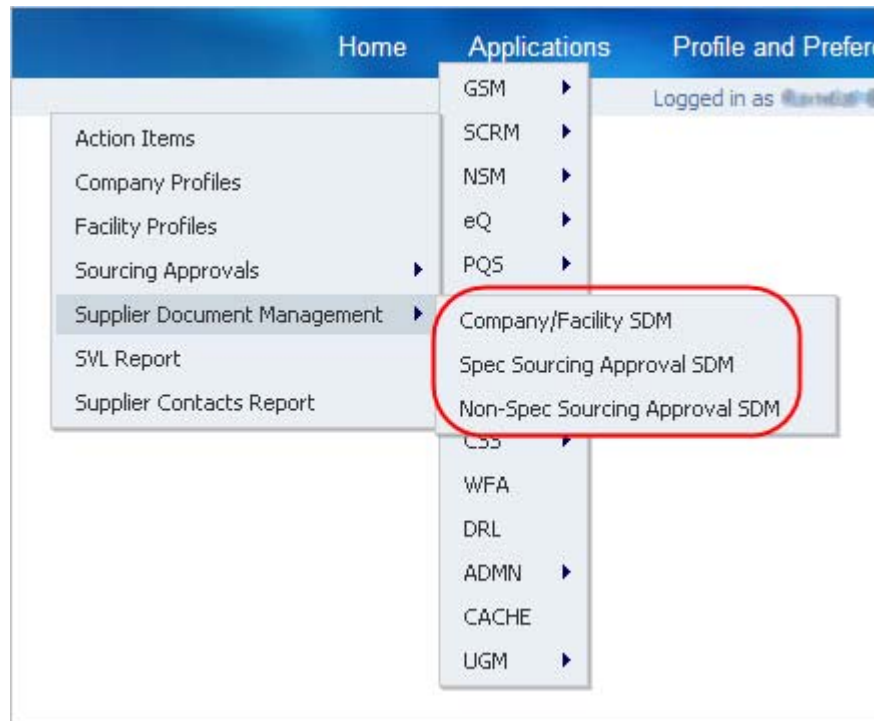 Home Applications Profile and Prefer
Logged in as
GSM
SCRM
NSM
eQ
PQS
Action Items
Company Profiles
Facility Profiles
Sourcing Approvals
Supplier Document Management
SVL Report
Supplier Contacts Report
Company/Facility SDM
Spec Sourcing Approval SDM
Non-Spec Sourcing Approval SDM
CSS
WFA
DRL
ADMN
CACHE
UGM